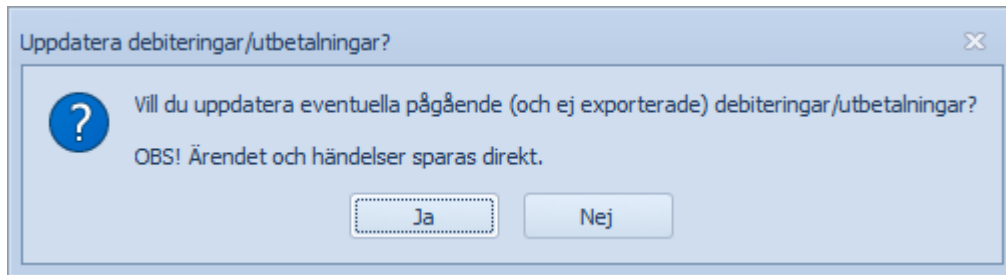 Uppdatera debiteringar/utbetalningar?
Vill du uppdatera eventuella pågående (och ej exporterade) debiteringar/utbetalningar?
OBS! Ärendet och händelser sparas direkt.
Ja
Nej